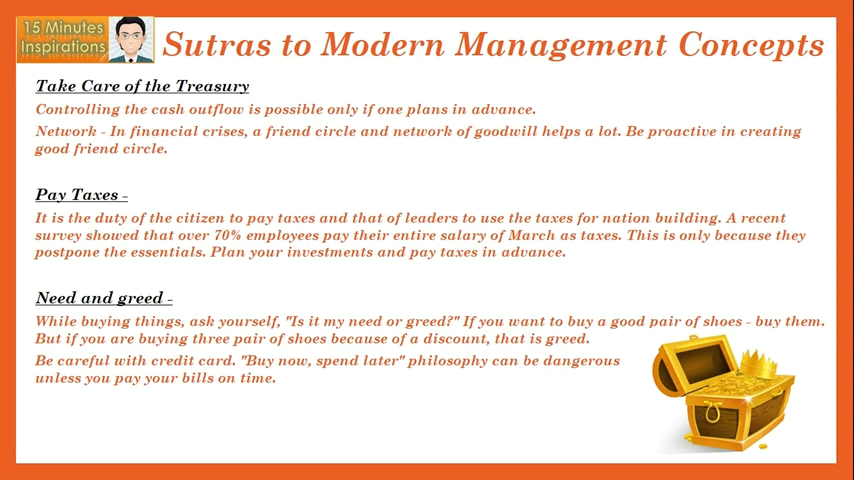 15 Minutes
Inspirations
Sutras to Modern Management Concepts
Take Care of the Treasury
Controlling the cash outflow is possible only if one plans in advance.
Network - In financial crises, a friend circle and network of goodwill helps a lot. Be proactive in creating
good friend circle.
Pay Taxes -
It is the duty of the citizen to pay taxes and that of leaders to use the taxes for nation building. A recent
survey showed that over 70% employees pay their entire salary of March as taxes. This is only because they
postpone the essentials. Plan your investments and pay taxes in advance.
Need and greed -
While buying things, ask yourself, "Is it my need or greed?" If you want to buy a good pair of shoes - buy them.
But if you are buying three pair of shoes because of a discount, that is greed.
Be careful with credit card. "Buy now, spend later" philosophy can be dangerous
unless you pay your bills on time.